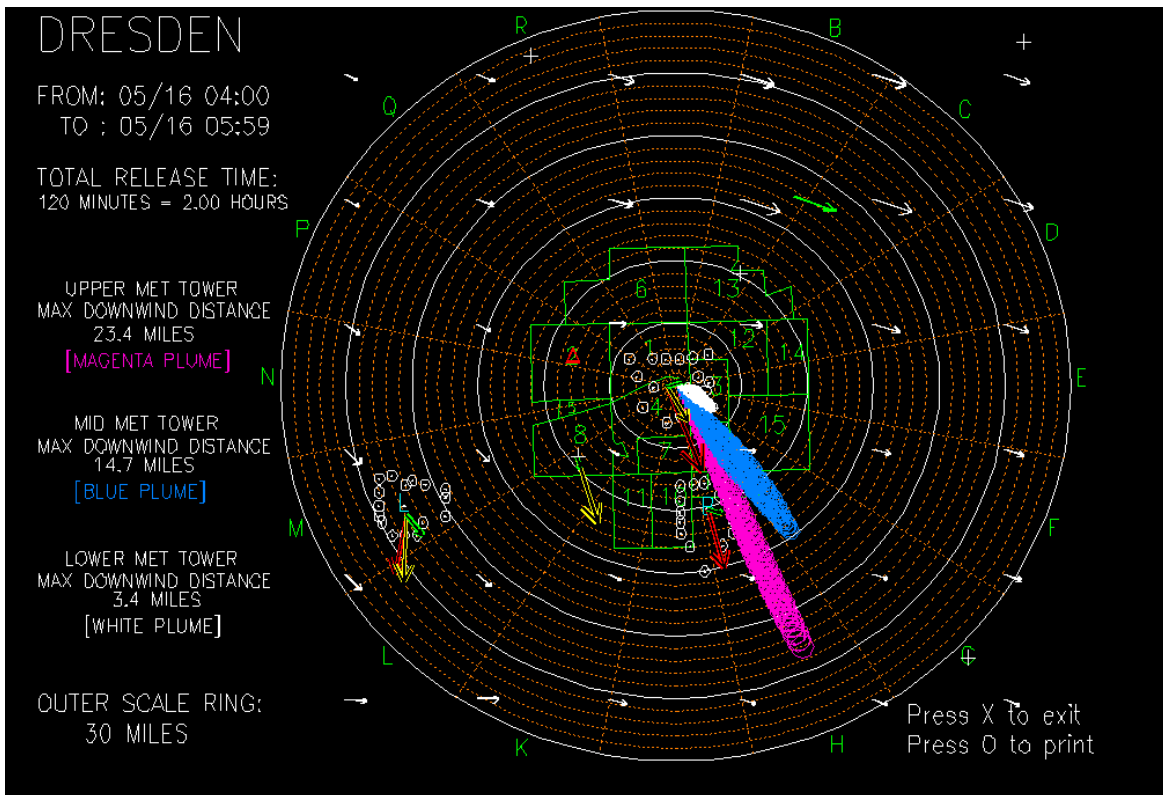 DRESDEN
FROM: 05/16 04:00
TO : 05/16 05:59
TOTAL RELEASE TIME:
120 MINUTES = 2.00 HOURS
UPPER MET TOWER
MAX DOWNWIND DISTANCE
23.4 MILES
[MAGENTA PLUME]
MID MET TOWER
MAX DOWNWIND DISTANCE
14.7 MILES
[BLUE PLUME]
LOWER MET TOWER
MAX DOWNWIND DISTANCE
3.4 MILES
[WHITE PLUME]
OUTER SCALE RING:
30 MILES
R
B
Q
C
P
D
N
E
M
F
L
K
H
6
13
1
12
14
3
4
15
8
7
11
L
Press X to exit
Press O to print